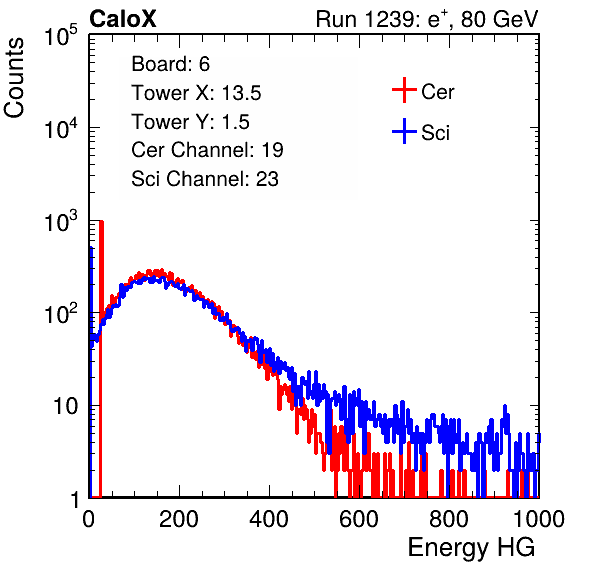 CaloX Run 1239: e⁺, 80 GeV
Counts
10⁵
10⁴
10³
10²
10
1
Board: 6
Tower X: 13.5
Tower Y: 1.5
Cer Channel: 19
Sci Channel: 23
Cer
Sci
0 200 400 600 800 1000
Energy HG